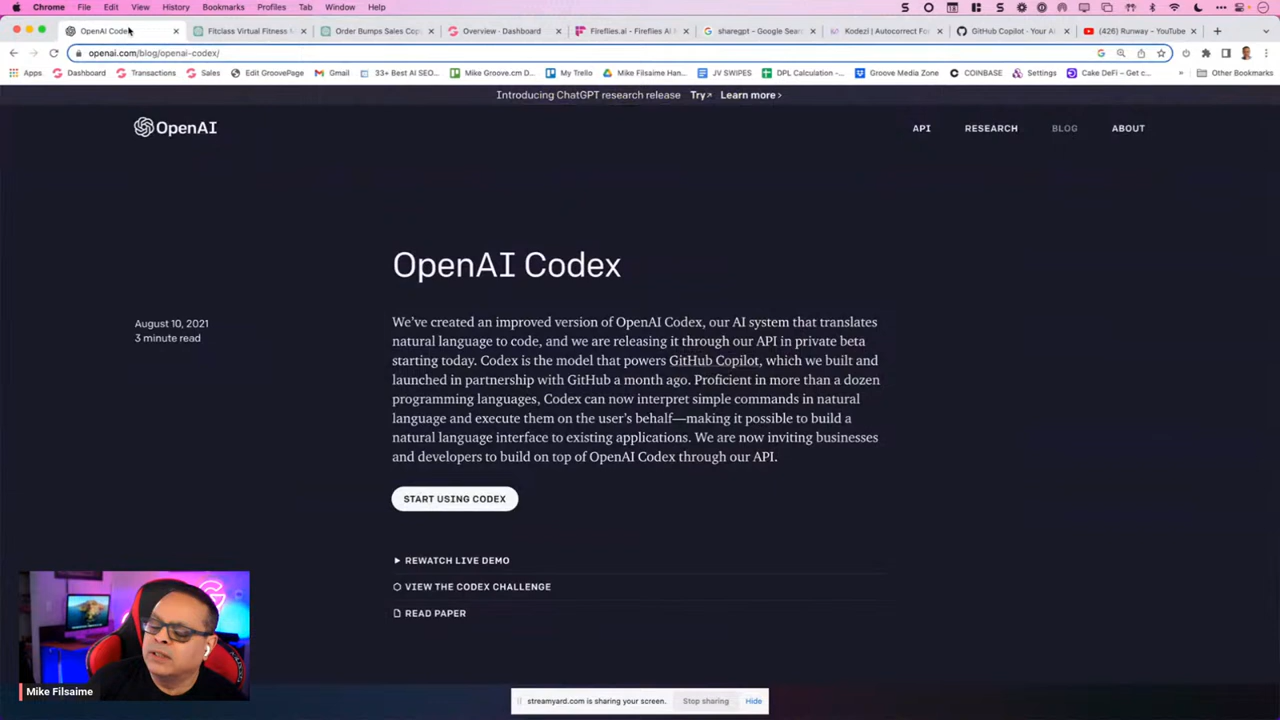 Chrome File Edit View History Bookmarks Profiles Tab Window Help
OpenAI Codex
Fitclass Virtual Fitness
Order Bumps Sales Cop
Overview - Dashboard
Fireflies.ai - Fireflies AI
sharegpt - Google Sear
Kodezi | Autocorrect For
GitHub Copilot · Your AI
(426) Runway - YouTube
openai.com/blog/openai-codex/
Apps Dashboard Transactions Sales Edit GroovePage Gmail 33+ Best AI SEO... Mike Groove.cm D... My Trello Mike Filsaime Han... JV SWIPES DPL Calculation -... Groove Media Zone COINBASE Settings Cake DeFi – Get c... » Other Bookmarks
Introducing ChatGPT research release Try↗ Learn more ›
OpenAI
API RESEARCH BLOG ABOUT
OpenAI Codex
August 10, 2021
3 minute read
We've created an improved version of OpenAI Codex, our AI system that translates
natural language to code, and we are releasing it through our API in private beta
starting today. Codex is the model that powers GitHub Copilot, which we built and
launched in partnership with GitHub a month ago. Proficient in more than a dozen
programming languages, Codex can now interpret simple commands in natural
language and execute them on the user's behalf—making it possible to build a
natural language interface to existing applications. We are now inviting businesses
and developers to build on top of OpenAI Codex through our API.
START USING CODEX
REWATCH LIVE DEMO
VIEW THE CODEX CHALLENGE
READ PAPER
Mike Filsaime
streamyard.com is sharing your screen. Stop sharing Hide